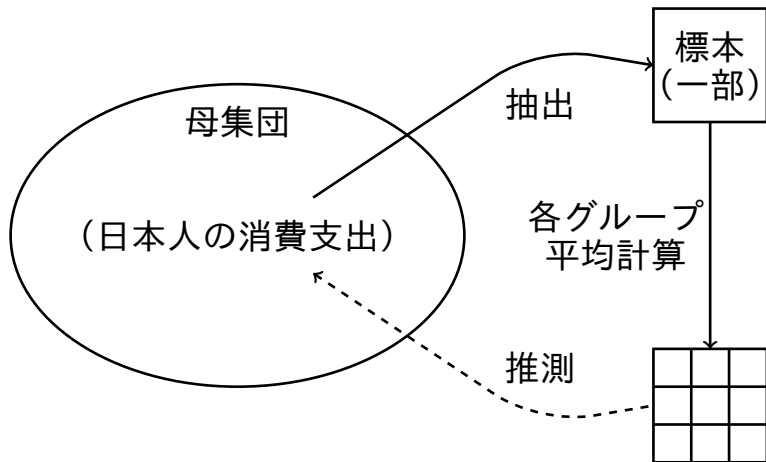 母集団
（日本人の消費支出）
抽出
標本
（一部）
各グループ
平均計算
推測